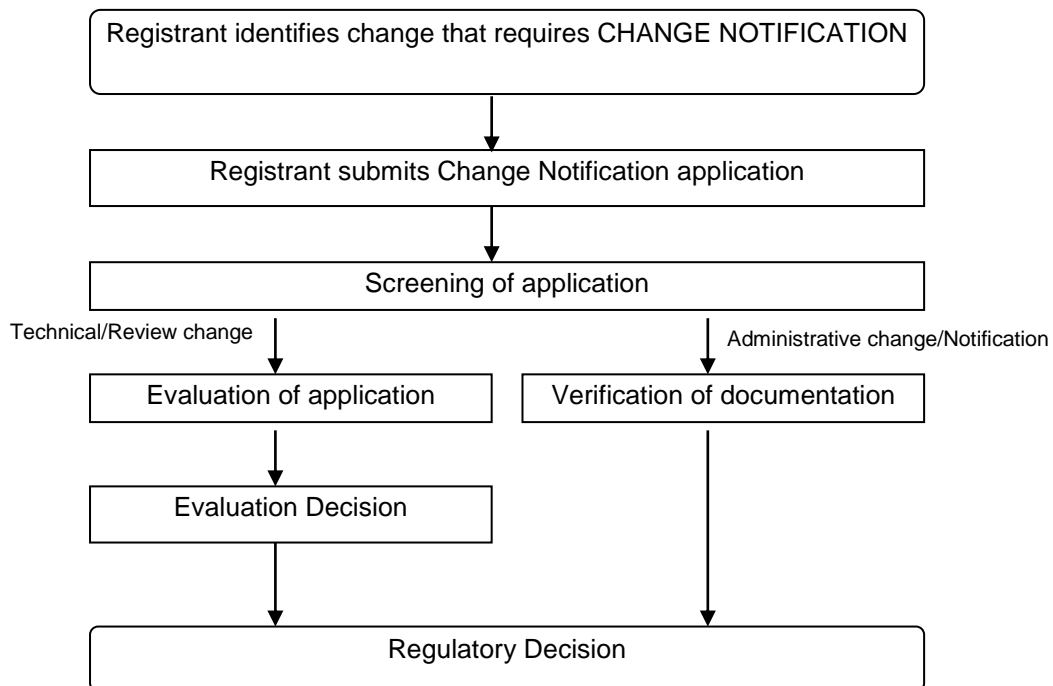 Registrant identifies change that requires CHANGE NOTIFICATION
Registrant submits Change Notification application
Screening of application
Technical/Review change
Administrative change/Notification
Evaluation of application
Verification of documentation
Evaluation Decision
Regulatory Decision